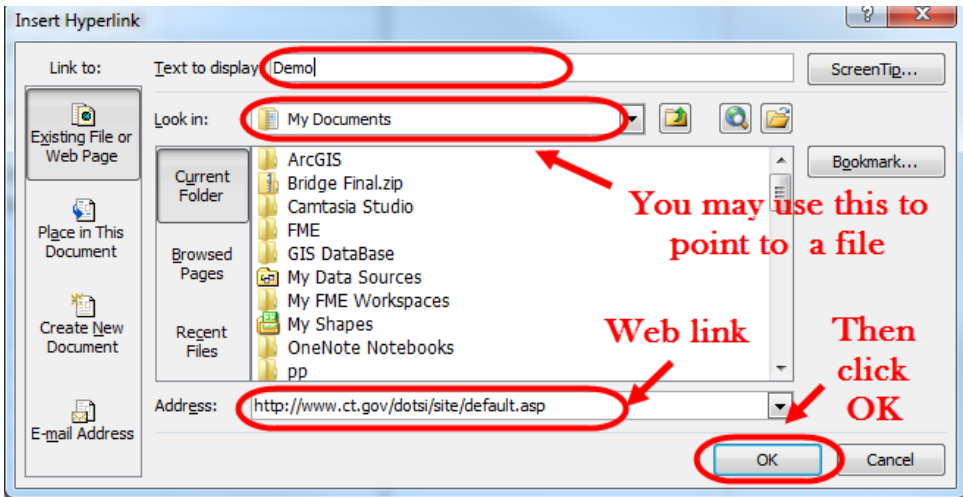 Insert Hyperlink
Link to:
Text to display: Demo
ScreenTip...
Existing File or
Web Page
Look in:
My Documents
Current
Folder
ArcGIS
Bridge Final.zip
Camtasia Studio
FME
GIS DataBase
My Data Sources
My FME Workspaces
My Shapes
OneNote Notebooks
pp
Bookmark...
You may use this to
point to a file
Place in This
Document
Browsed
Pages
Create New
Document
Recent
Files
Web link
Then
click
OK
Address:
http://www.ct.gov/dotsi/site/default.asp
E-mail Address
OK
Cancel